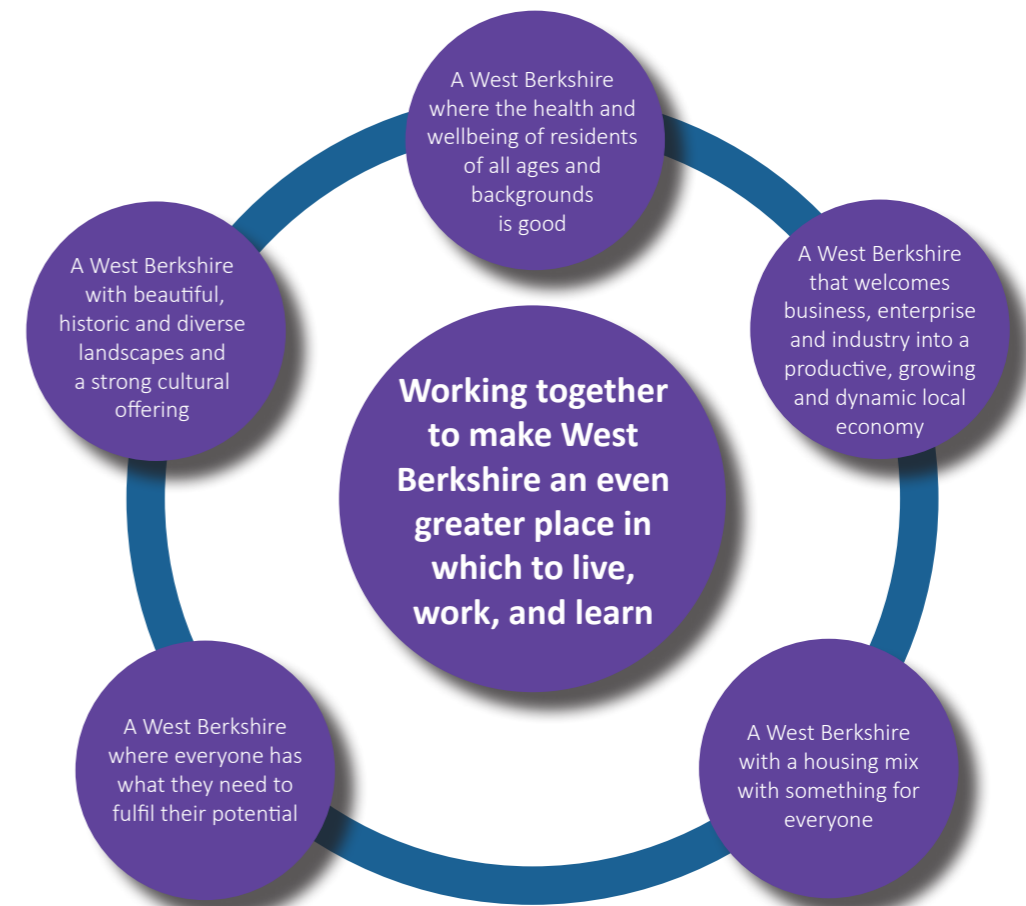 A West Berkshire
where the health and
wellbeing of residents
of all ages and
backgrounds
is good
A West Berkshire
that welcomes
business, enterprise
and industry into a
productive, growing
and dynamic local
economy
A West Berkshire
with a housing mix
with something for
everyone
A West Berkshire
where everyone has
what they need to
fulfil their potential
A West Berkshire
with beautiful,
historic and diverse
landscapes and
a strong cultural
offering
Working together
to make West
Berkshire an even
greater place in
which to live,
work, and learn